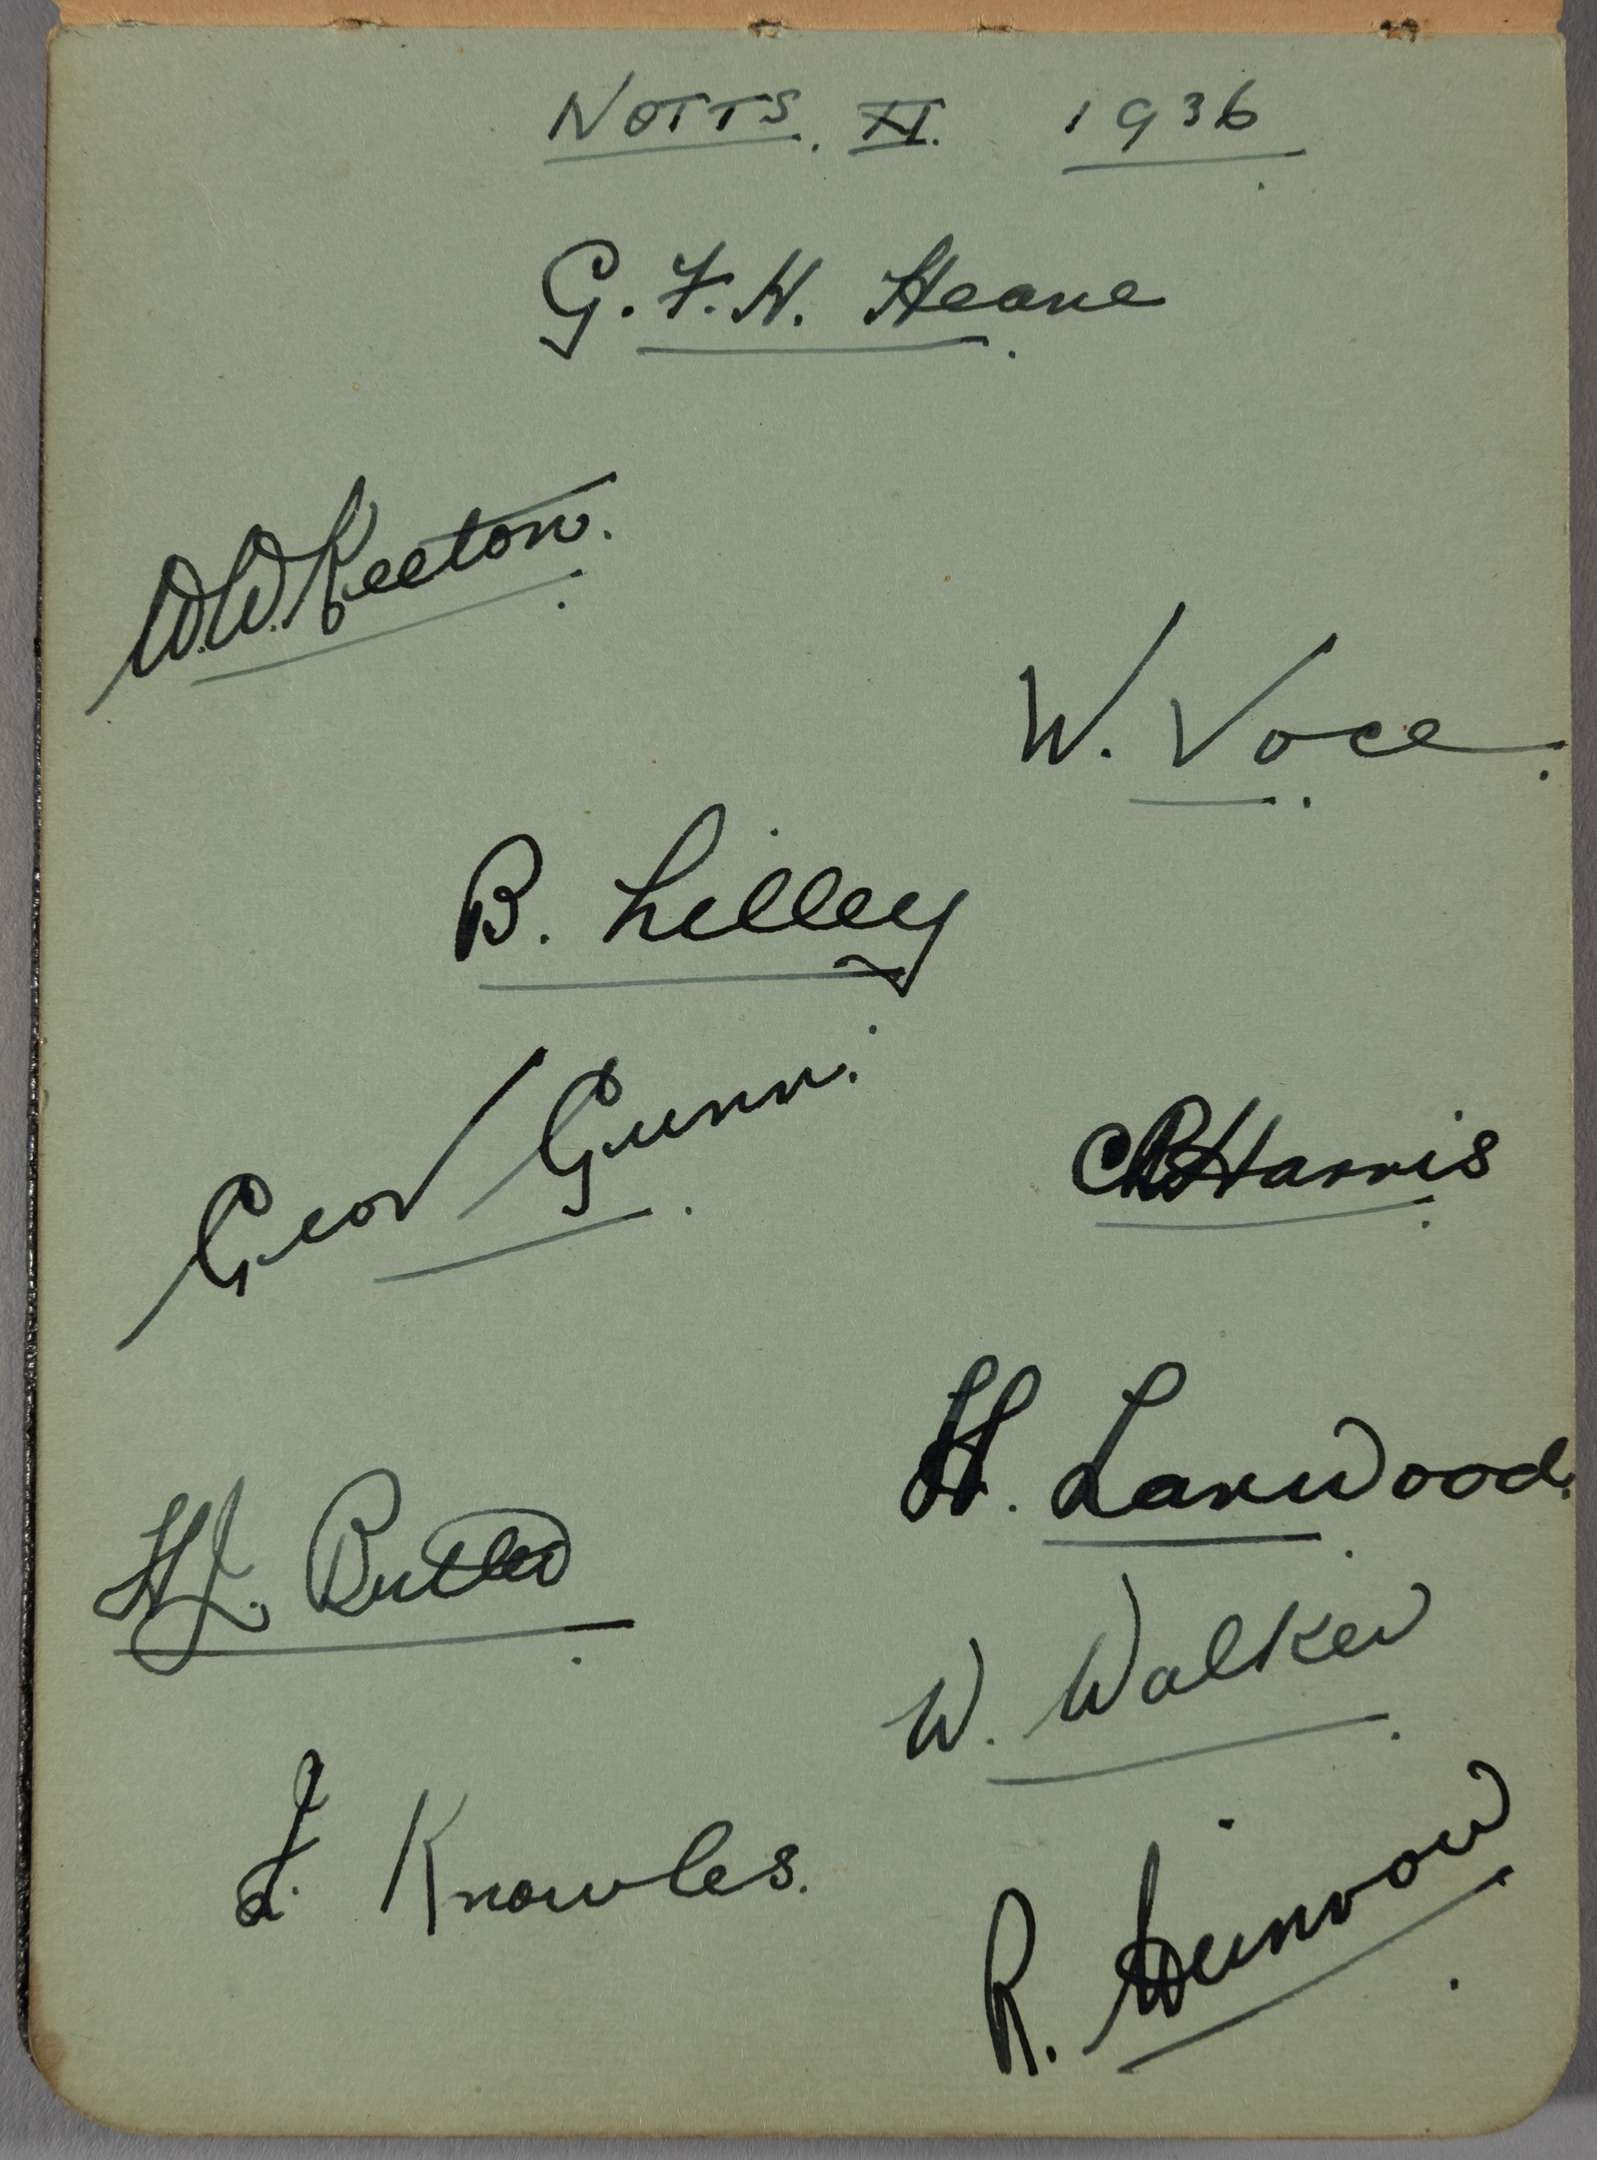 NOTTS. XI. 1936
G. F. H. Heane
W. W. Keeton.
W. Voce.
B. Lilley
Geo V Gunn.
C B Harris
H. Larwood.
H J. Butler
W. Walker
J. Knowles.
R. Winrow